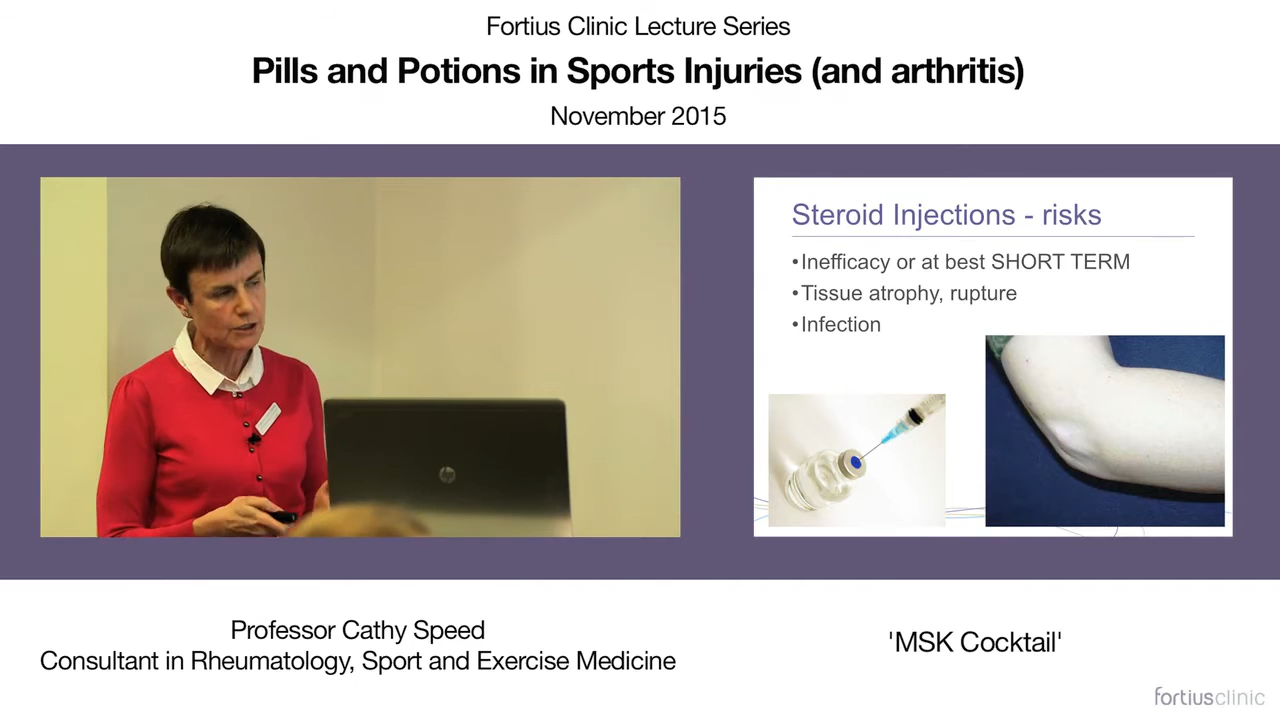 Fortius Clinic Lecture Series
Pills and Potions in Sports Injuries (and arthritis)
November 2015
Steroid Injections - risks
•Inefficacy or at best SHORT TERM
•Tissue atrophy, rupture
•Infection
hp
Professor Cathy Speed
Consultant in Rheumatology, Sport and Exercise Medicine
'MSK Cocktail'
fortiusclinic